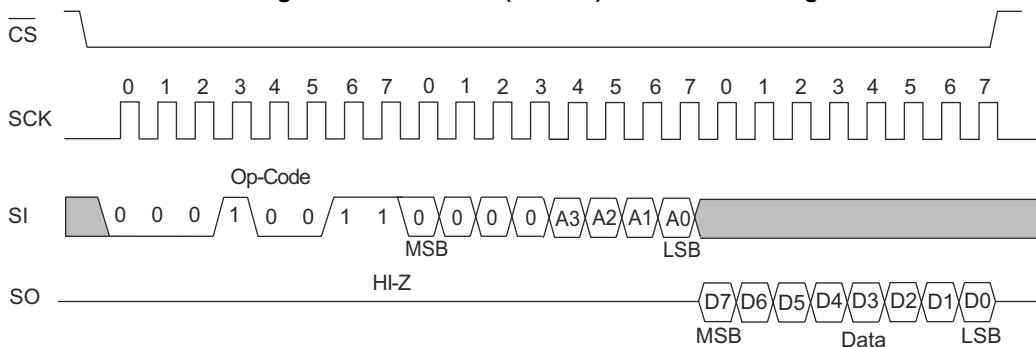 CS
0 1 2 3 4 5 6 7 0 1 2 3 4 5 6 7 0 1 2 3 4 5 6 7
SCK
Op-Code
SI 0 0 0 1 0 0 1 1 0 0 0 0 A3 A2 A1 A0
MSB LSB
HI-Z
SO D7 D6 D5 D4 D3 D2 D1 D0
MSB Data LSB